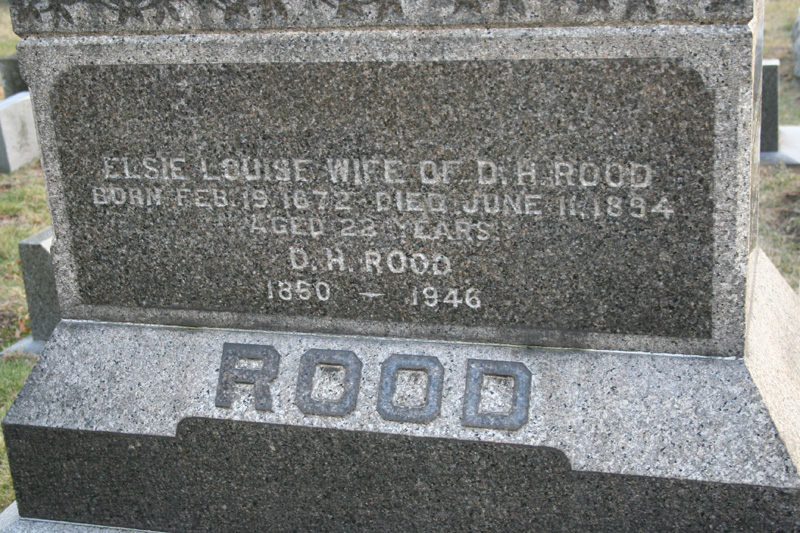 ELSIE LOUISE WIFE OF D. H. ROOD
BORN FEB. 19. 1872. DIED JUNE 11. 1894
AGED 22 YEARS.
D. H. ROOD
1860 — 1946
ROOD